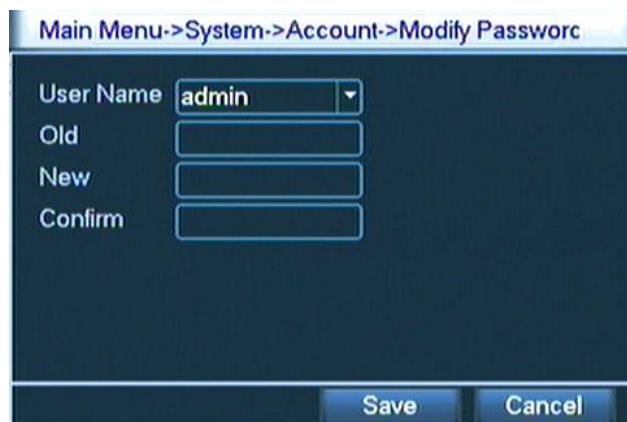 Main Menu->System->Account->Modify Passworc
User Name admin
Old
New
Confirm
Save Cancel